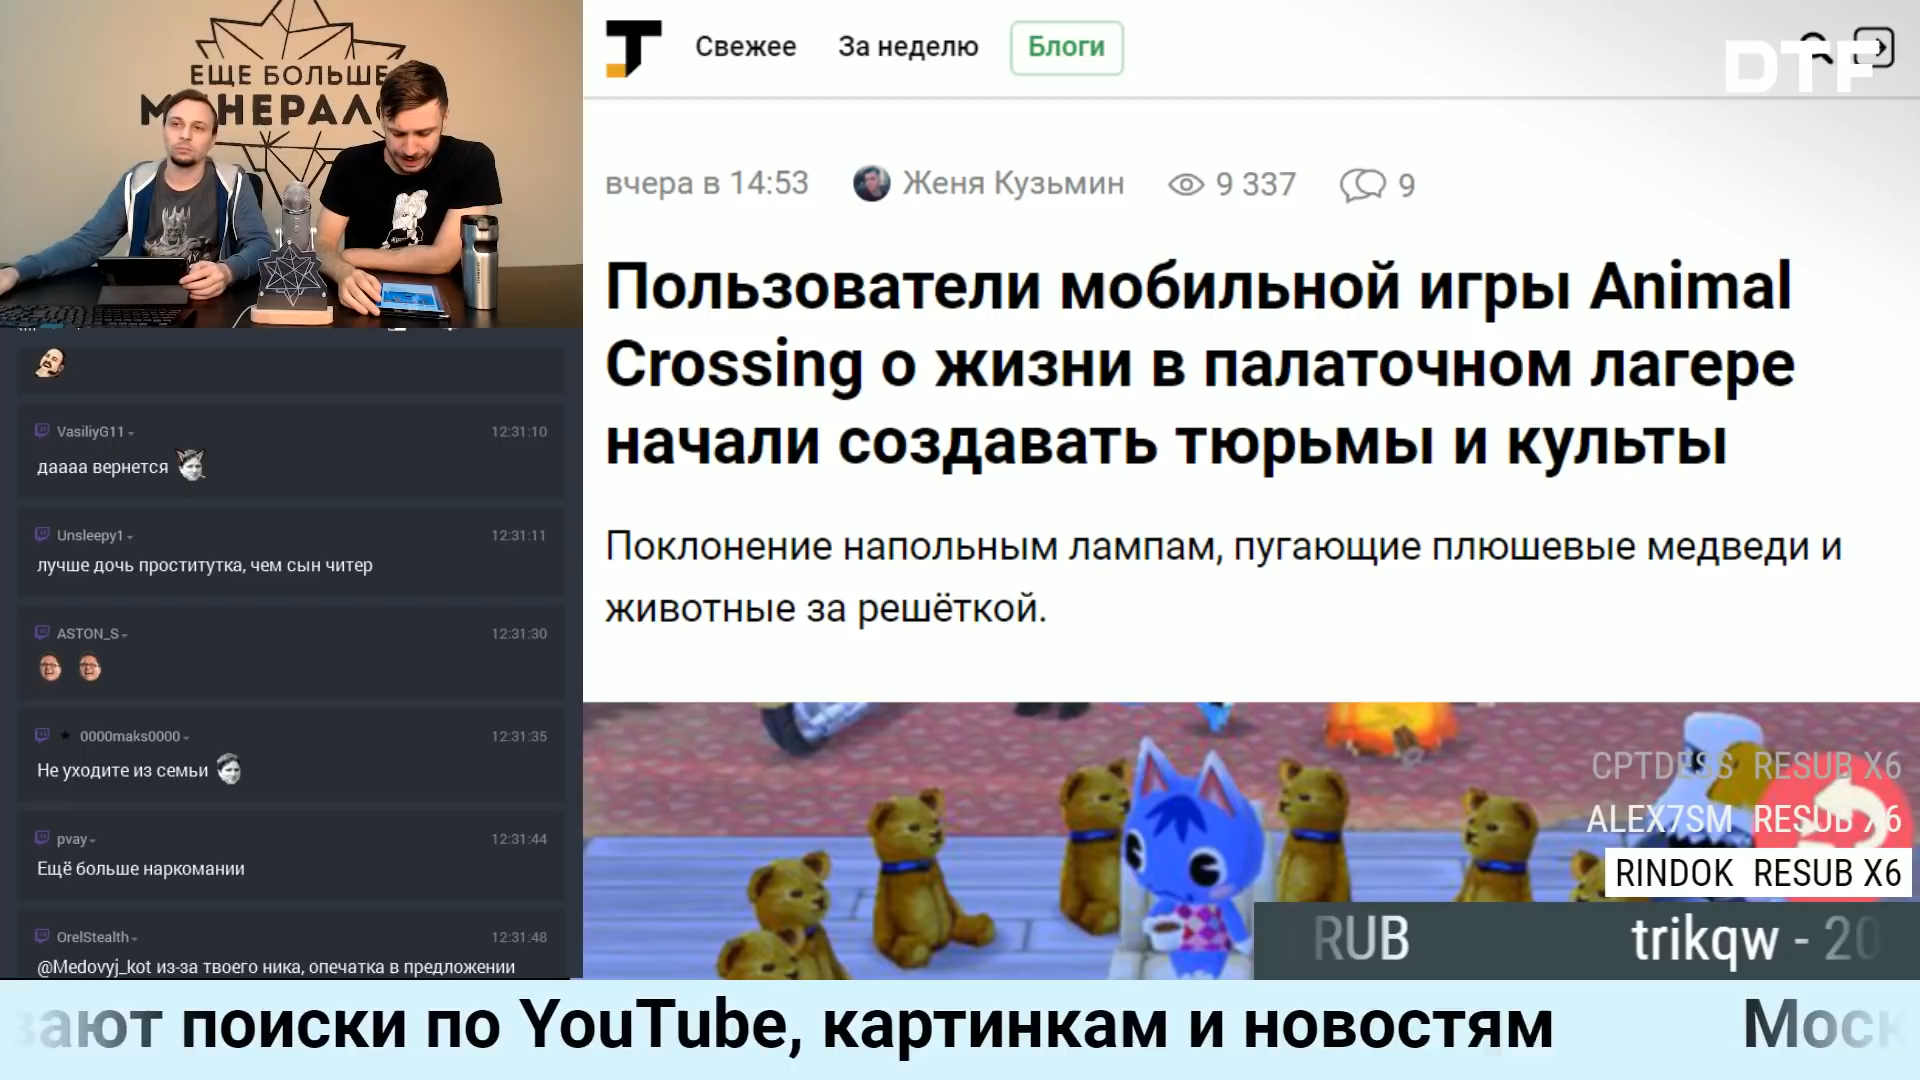 ЕЩЕ БОЛЬШЕ
VasiliyG11
12:31:10
даааа вернется
Unsleepy1
12:31:11
лучше дочь проститутка, чем сын читер
ASTON_S
12:31:30
0000maks0000
12:31:35
Не уходите из семьи
pvay
12:31:44
Ещё больше наркомании
OrelStealth
12:31:48
@Medovyj_kot из-за твоего ника, опечатка в предложении
Свежее За неделю Блоги
DTF
вчера в 14:53 Женя Кузьмин 9 337 9
Пользователи мобильной игры Animal
Crossing о жизни в палаточном лагере
начали создавать тюрьмы и культы
Поклонение напольным лампам, пугающие плюшевые медведи и
животные за решёткой.
CPTDESS RESUB X6
ALEX7SM RESUB X6
RINDOK RESUB X6
RUB trikqw - 20
поиски по YouTube, картинкам и новостям